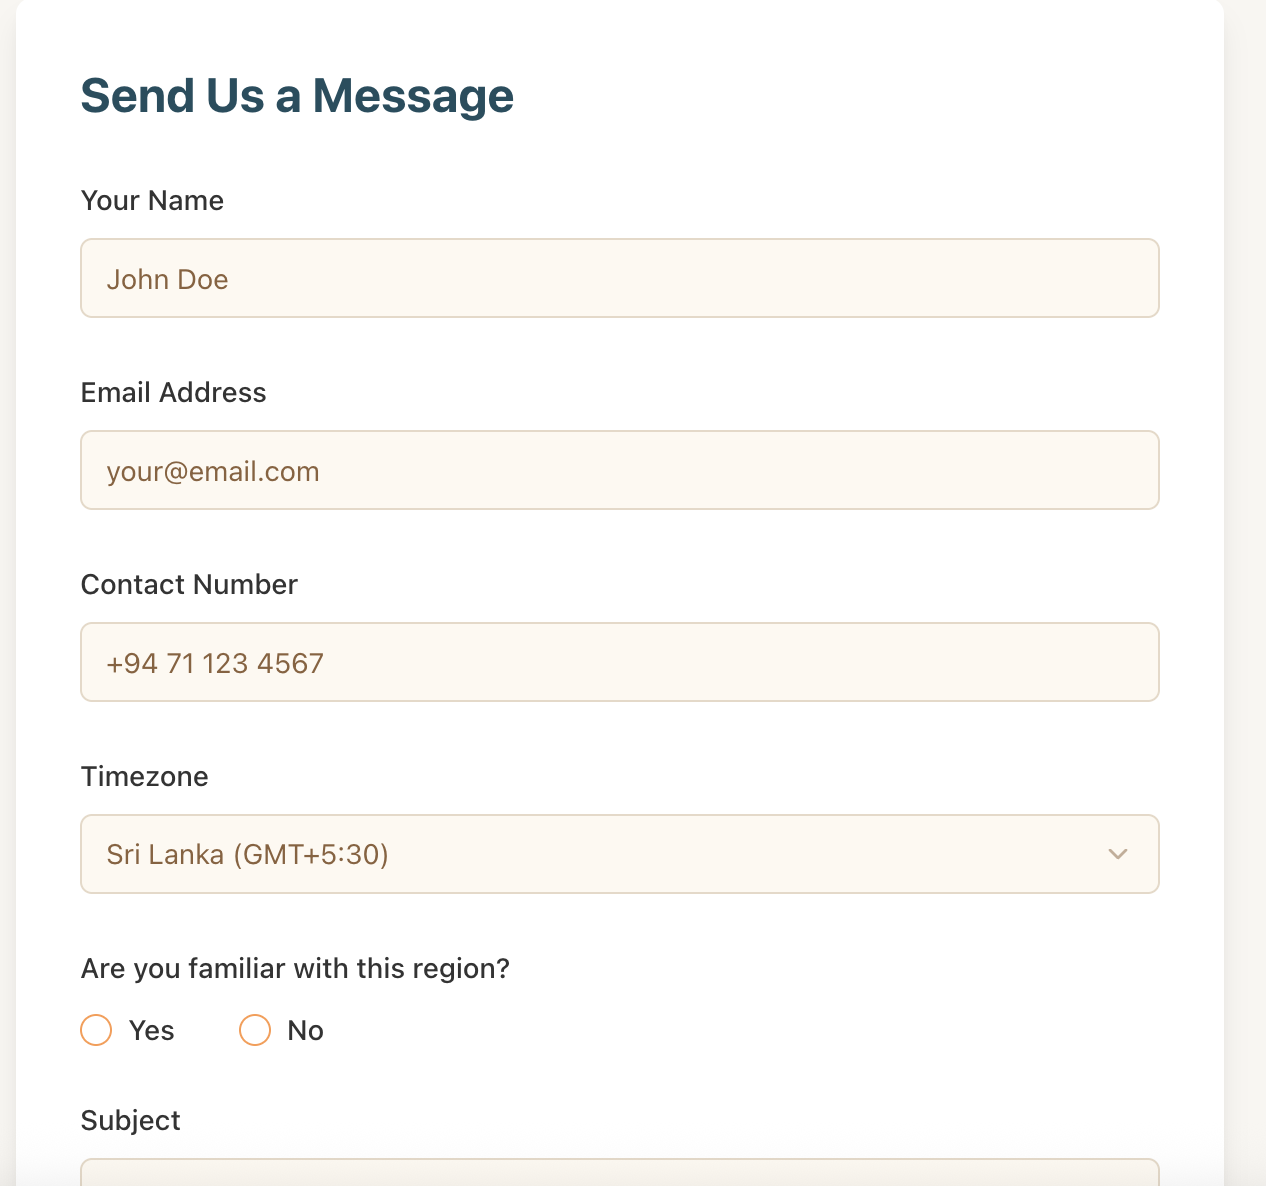 Send Us a Message
Your Name
John Doe
Email Address
your@email.com
Contact Number
+94 71 123 4567
Timezone
Sri Lanka (GMT+5:30)
Are you familiar with this region?
Yes No
Subject